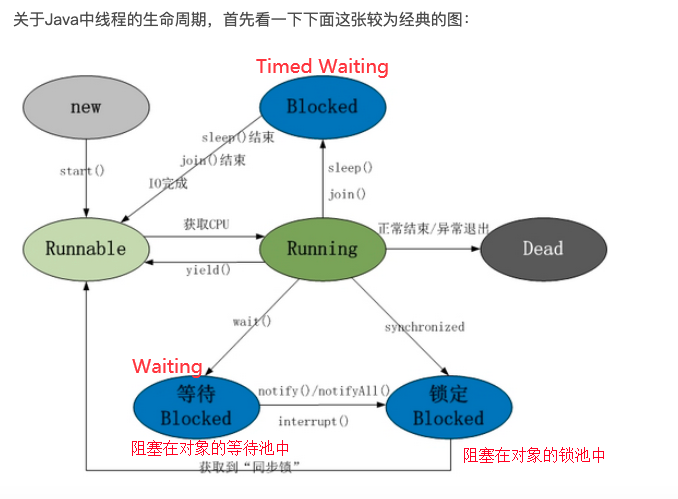 关于Java中线程的生命周期，首先看一下下面这张较为经典的图：
Timed Waiting
new
Blocked
sleep()结束
join()结束
IO完成
start()
sleep()
join()
获取CPU
正常结束/异常退出
Runnable
Running
Dead
yield()
wait()
synchronized
Waiting
等待
Blocked
notify()/notifyAll()
interrupt()
锁定
Blocked
阻塞在对象的等待池中
阻塞在对象的锁池中
获取到“同步锁”